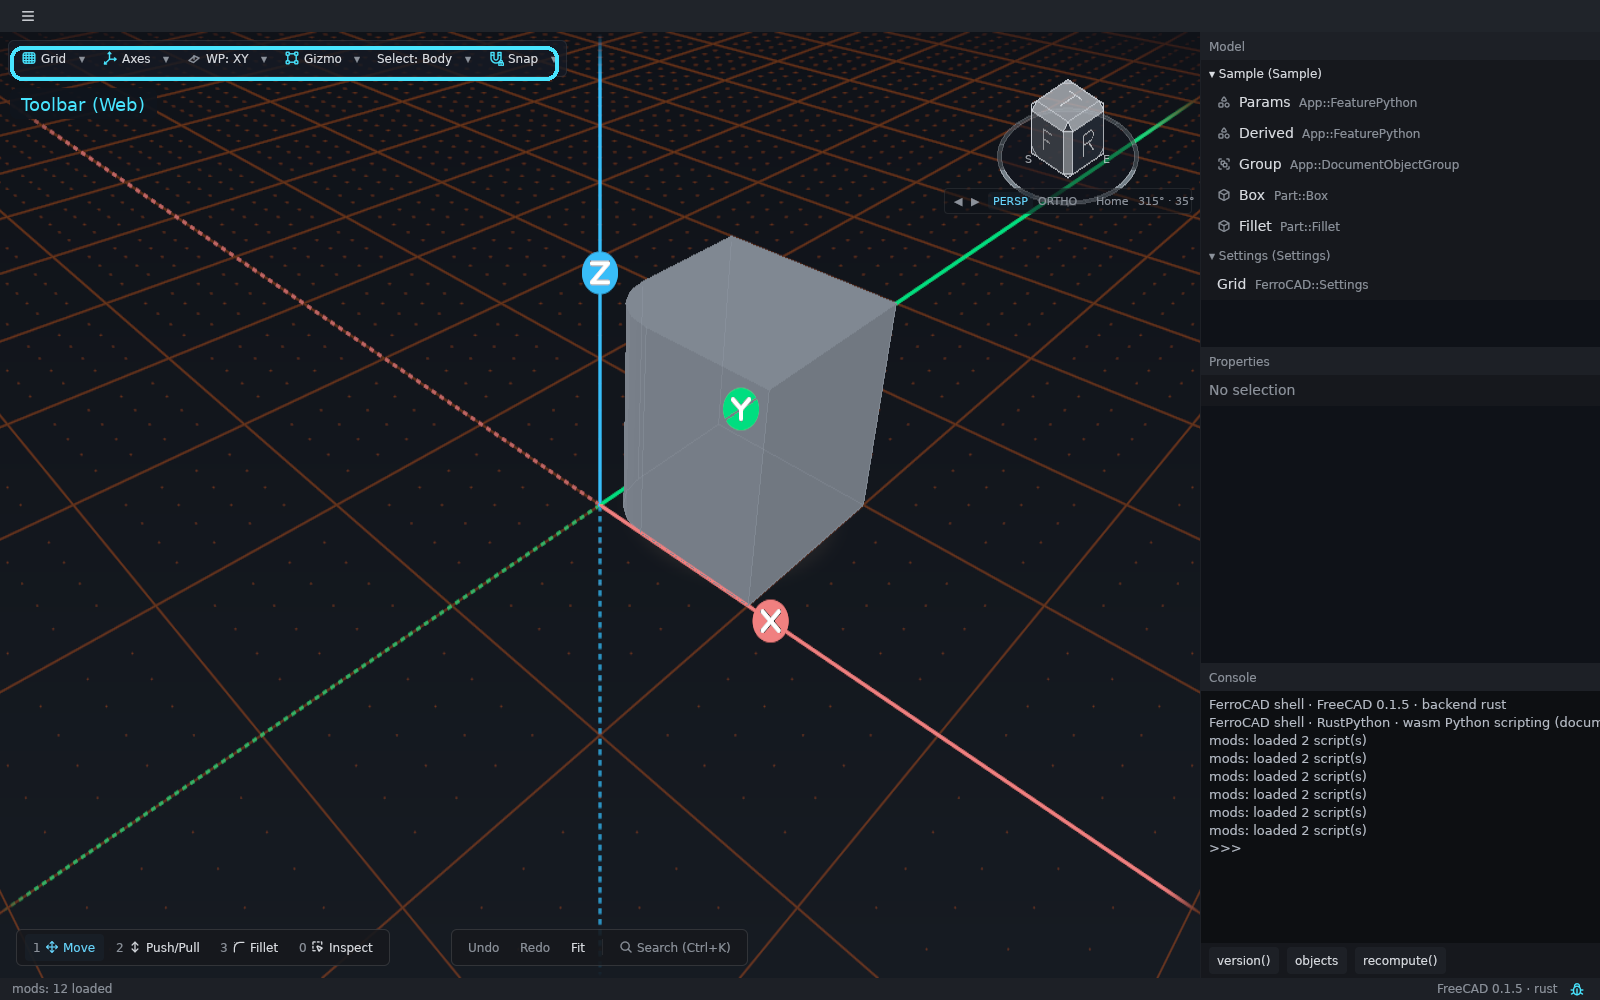 Grid Axes WP: XY Gizmo Select: Body Snap
Toolbar (Web)
T
F R
S E
PERSP ORTHO Home 315° · 35°
Z
Y
X
Model
Sample (Sample)
Params App::FeaturePython
Derived App::FeaturePython
Group App::DocumentObjectGroup
Box Part::Box
Fillet Part::Fillet
Settings (Settings)
Grid FerroCAD::Settings
Properties
No selection
Console
FerroCAD shell · FreeCAD 0.1.5 · backend rust
FerroCAD shell · RustPython · wasm Python scripting (docum
mods: loaded 2 script(s)
mods: loaded 2 script(s)
mods: loaded 2 script(s)
mods: loaded 2 script(s)
mods: loaded 2 script(s)
mods: loaded 2 script(s)
>>>
version() objects recompute()
1 Move 2 Push/Pull 3 Fillet 0 Inspect
Undo Redo Fit Search (Ctrl+K)
mods: 12 loaded
FreeCAD 0.1.5 · rust